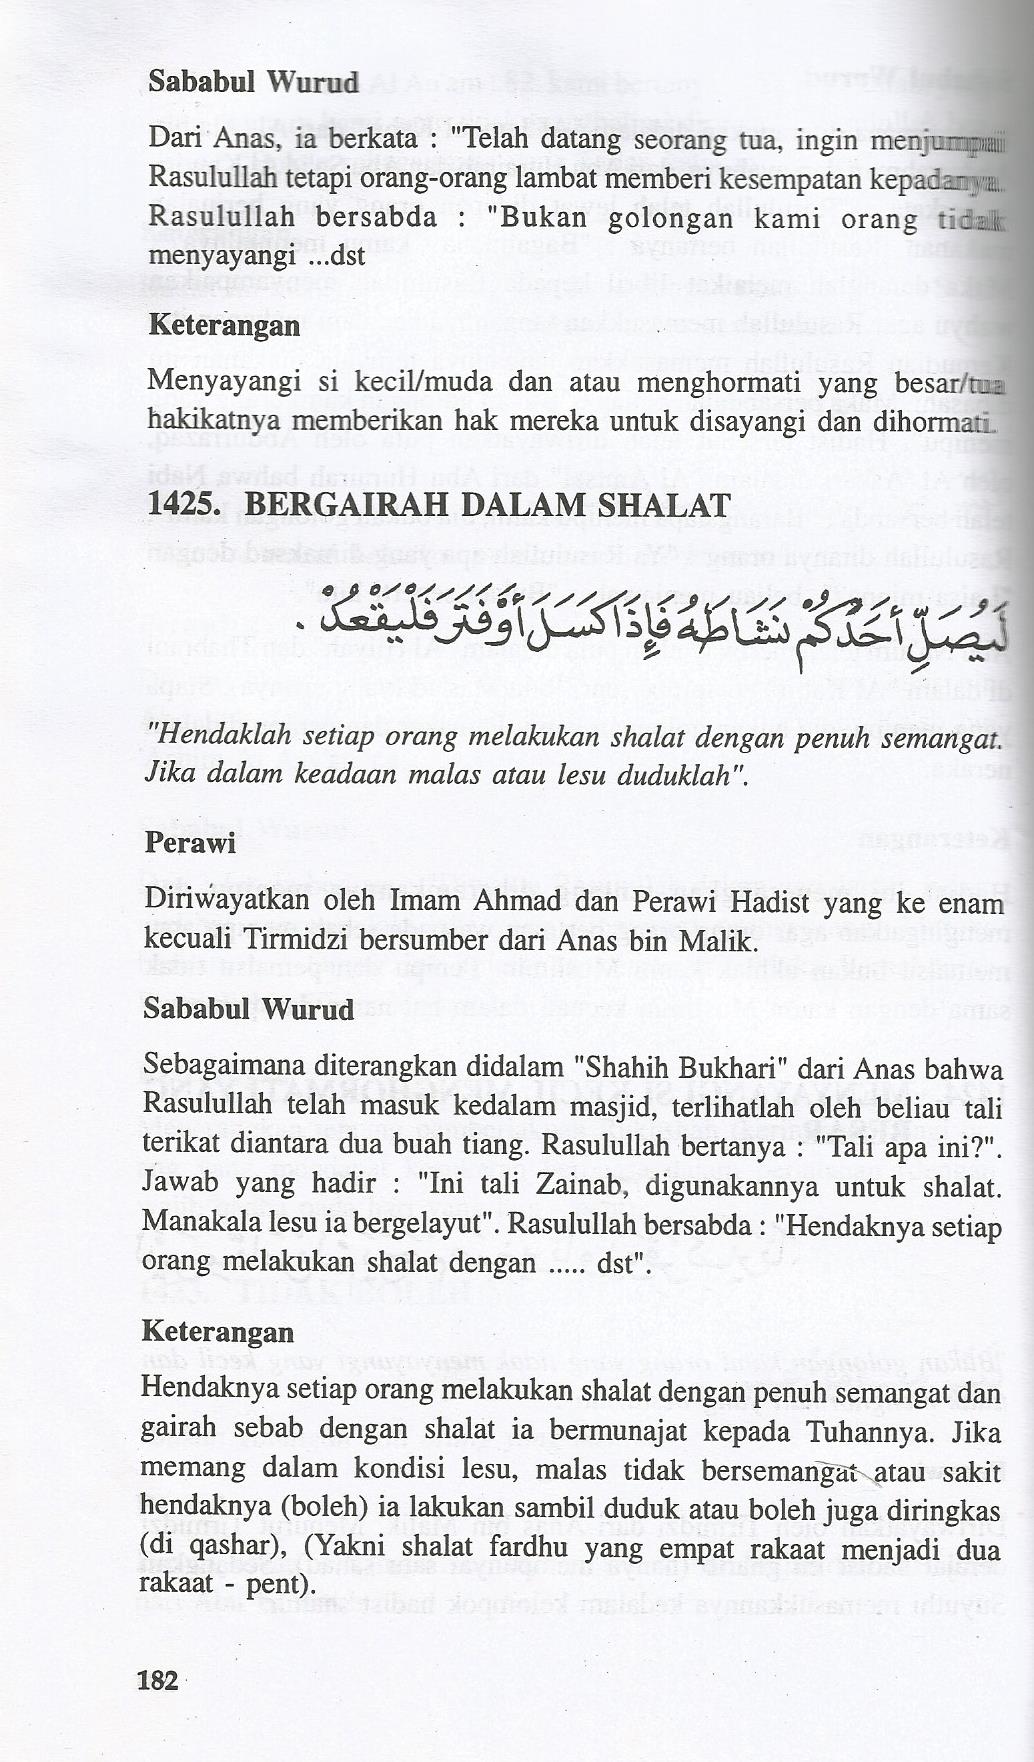 Sababul Wurud
Dari Anas, ia berkata : "Telah datang seorang tua, ingin menjumpai
Rasulullah tetapi orang-orang lambat memberi kesempatan kepadanya.
Rasulullah bersabda : "Bukan golongan kami orang tidak
menyayangi ...dst
Keterangan
Menyayangi si kecil/muda dan atau menghormati yang besar/tua
hakikatnya memberikan hak mereka untuk disayangi dan dihormati.
1425. BERGAIRAH DALAM SHALAT
لِيُصَلِّ أَحَدُكُمْ نَشَاطَهُ فَإِذَا كَسَلَ أَوْفَتَرَ فَلْيَقْعُدْ .
"Hendaklah setiap orang melakukan shalat dengan penuh semangat.
Jika dalam keadaan malas atau lesu duduklah".
Perawi
Diriwayatkan oleh Imam Ahmad dan Perawi Hadist yang ke enam
kecuali Tirmidzi bersumber dari Anas bin Malik.
Sababul Wurud
Sebagaimana diterangkan didalam "Shahih Bukhari" dari Anas bahwa
Rasulullah telah masuk kedalam masjid, terlihatlah oleh beliau tali
terikat diantara dua buah tiang. Rasulullah bertanya : "Tali apa ini?".
Jawab yang hadir : "Ini tali Zainab, digunakannya untuk shalat.
Manakala lesu ia bergelayut". Rasulullah bersabda : "Hendaknya setiap
orang melakukan shalat dengan ..... dst".
Keterangan
Hendaknya setiap orang melakukan shalat dengan penuh semangat dan
gairah sebab dengan shalat ia bermunajat kepada Tuhannya. Jika
memang dalam kondisi lesu, malas tidak bersemangat atau sakit
hendaknya (boleh) ia lakukan sambil duduk atau boleh juga diringkas
(di qashar), (Yakni shalat fardhu yang empat rakaat menjadi dua
rakaat - pent).
182